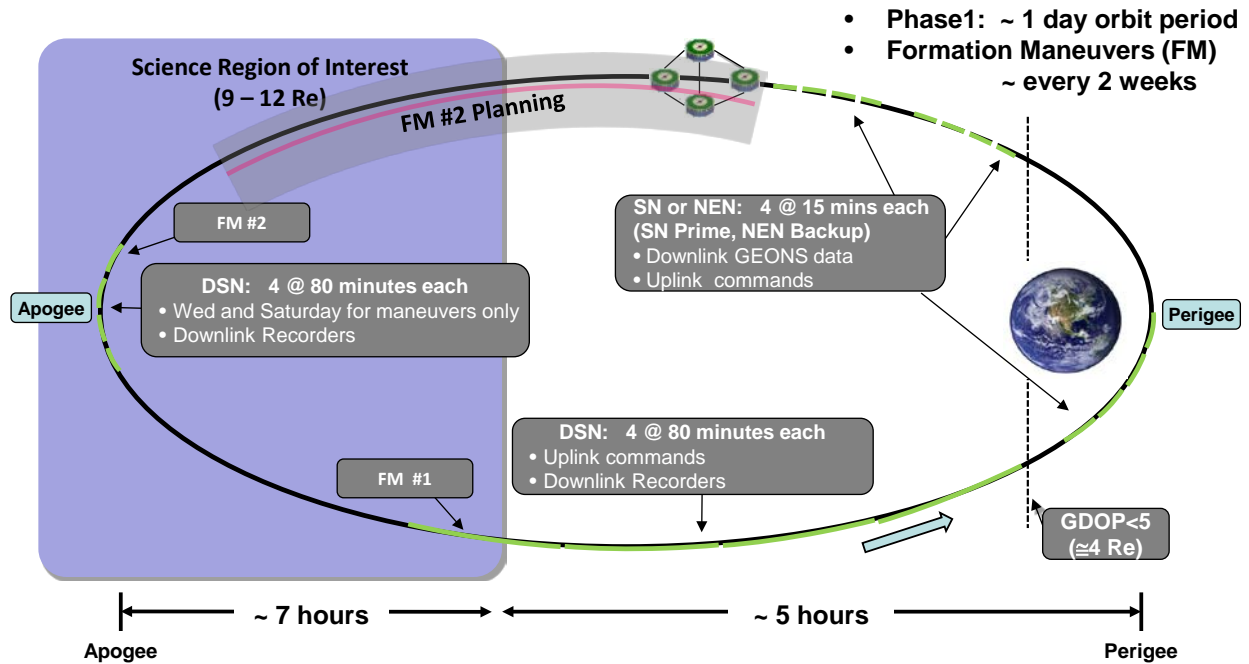 • Phase1: ~ 1 day orbit period
• Formation Maneuvers (FM)
~ every 2 weeks
Science Region of Interest
(9 – 12 Re)
FM #2 Planning
FM #2
SN or NEN: 4 @ 15 mins each
(SN Prime, NEN Backup)
• Downlink GEONS data
• Uplink commands
Apogee
DSN: 4 @ 80 minutes each
• Wed and Saturday for maneuvers only
• Downlink Recorders
Perigee
DSN: 4 @ 80 minutes each
• Uplink commands
• Downlink Recorders
FM #1
GDOP<5
(≅4 Re)
~ 7 hours
~ 5 hours
Apogee
Perigee